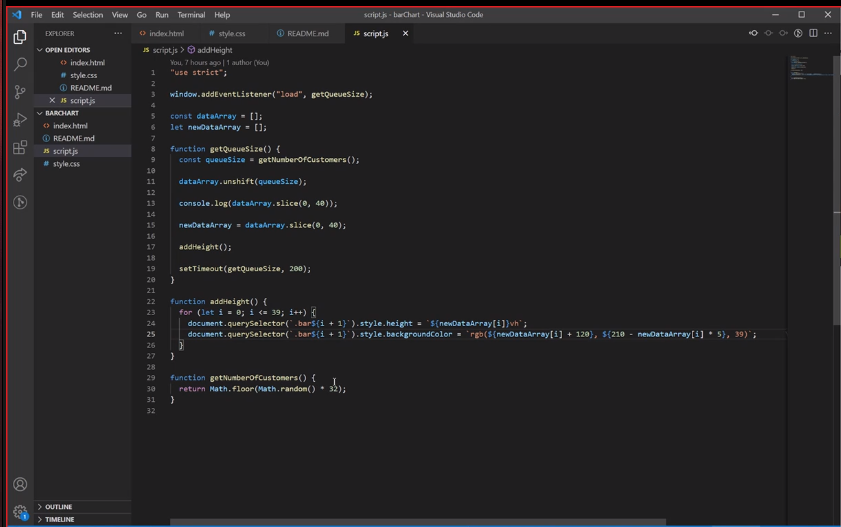 File Edit Selection View Go Run Terminal Help
script.js - barChart - Visual Studio Code
EXPLORER
OPEN EDITORS
index.html
style.css
README.md
JS script.js
BARCHART
index.html
README.md
JS script.js
style.css
OUTLINE
TIMELINE
1
index.html style.css README.md JS script.js
JS script.js > addHeight
You, 7 hours ago | 1 author (You)
1 "use strict";
2
3 window.addEventListener("load", getQueueSize);
4
5 const dataArray = [];
6 let newDataArray = [];
7
8 function getQueueSize() {
9 const queueSize = getNumberOfCustomers();
10
11 dataArray.unshift(queueSize);
12
13 console.log(dataArray.slice(0, 40));
14
15 newDataArray = dataArray.slice(0, 40);
16
17 addHeight();
18
19 setTimeout(getQueueSize, 200);
20 }
21
22 function addHeight() {
23 for (let i = 0; i <= 39; i++) {
24 document.querySelector(`.bar${i + 1}`).style.height = `${newDataArray[i]}vh`;
25 document.querySelector(`.bar${i + 1}`).style.backgroundColor = `rgb(${newDataArray[i] + 120}, ${210 - newDataArray[i] * 5}, 39)`;
26 }
27 }
28
29 function getNumberOfCustomers() {
30 return Math.floor(Math.random() * 32);
31 }
32